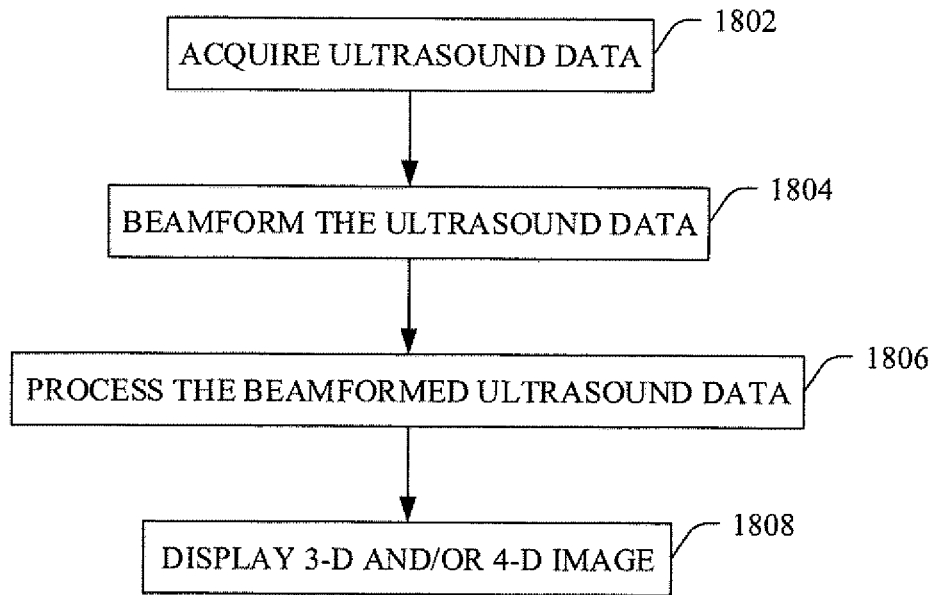 1802
ACQUIRE ULTRASOUND DATA
1804
BEAMFORM THE ULTRASOUND DATA
1806
PROCESS THE BEAMFORMED ULTRASOUND DATA
1808
DISPLAY 3-D AND/OR 4-D IMAGE